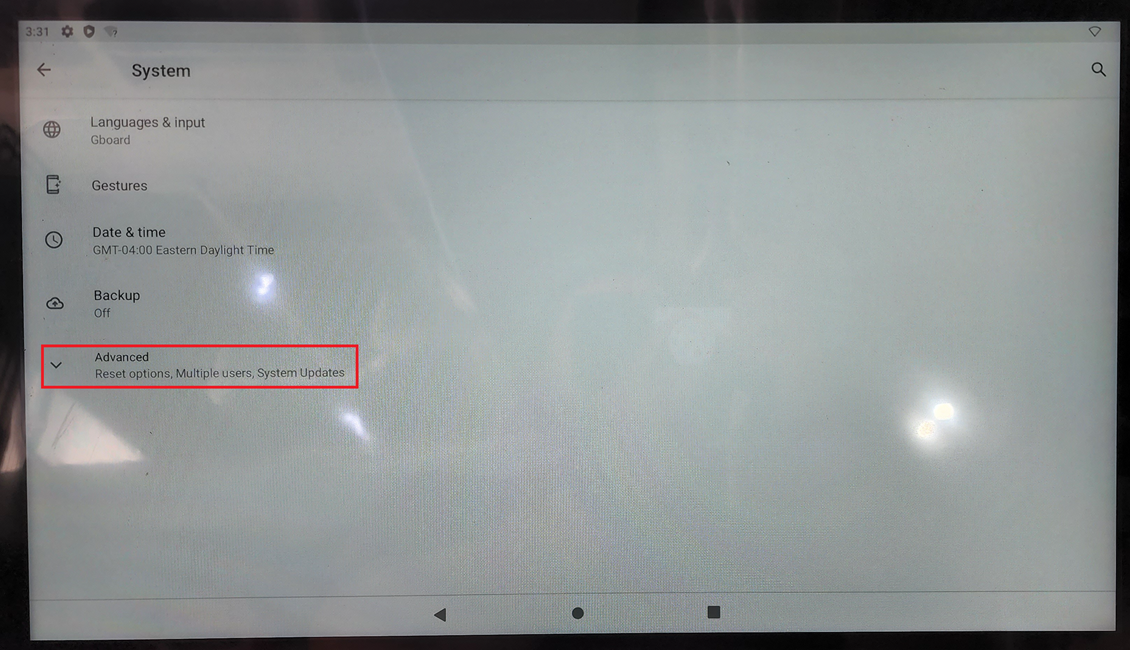 3:31
System
Languages & input
Gboard
Gestures
Date & time
GMT-04:00 Eastern Daylight Time
Backup
Off
Advanced
Reset options, Multiple users, System Updates